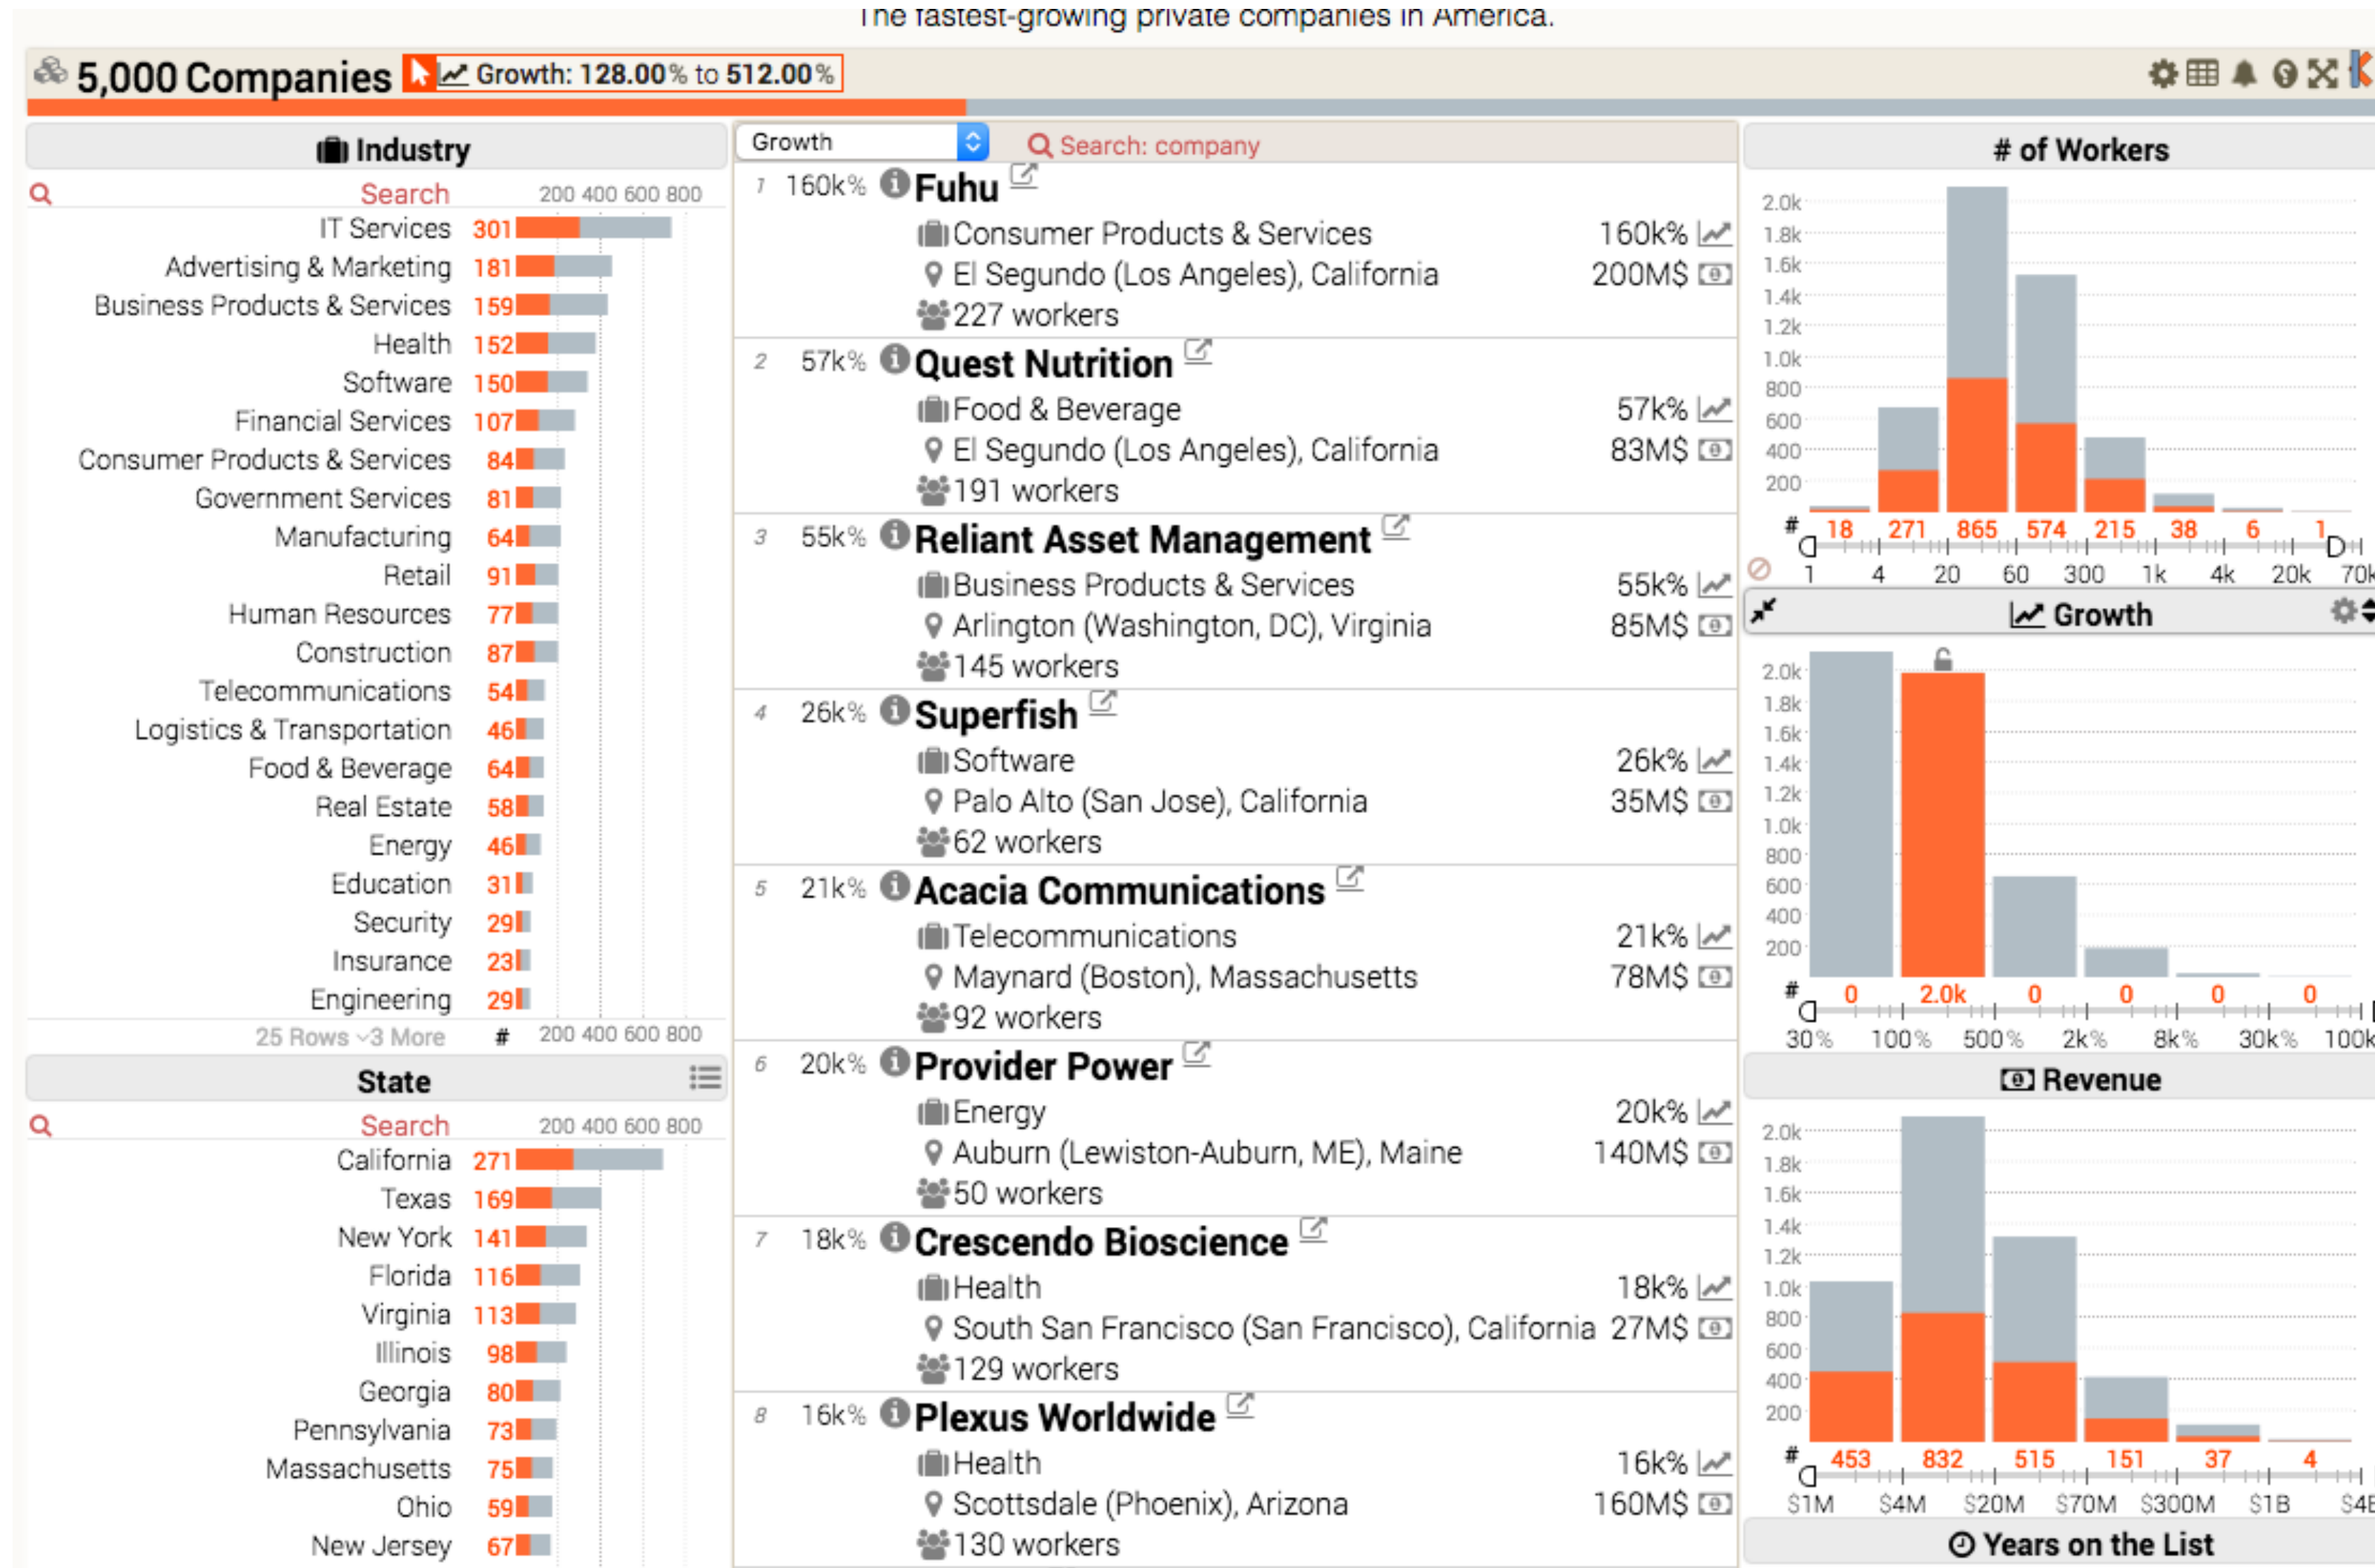 The fastest-growing private companies in America.
5,000 Companies Growth: 128.00% to 512.00%
Industry
Search 200 400 600 800
IT Services 301
Advertising & Marketing 181
Business Products & Services 159
Health 152
Software 150
Financial Services 107
Consumer Products & Services 84
Government Services 81
Manufacturing 64
Retail 91
Human Resources 77
Construction 87
Telecommunications 54
Logistics & Transportation 46
Food & Beverage 64
Real Estate 58
Energy 46
Education 31
Security 29
Insurance 23
Engineering 29
25 Rows 3 More # 200 400 600 800
State
Search 200 400 600 800
California 271
Texas 169
New York 141
Florida 116
Virginia 113
Illinois 98
Georgia 80
Pennsylvania 73
Massachusetts 75
Ohio 59
New Jersey 67
Growth Search: company
1 160k% Fuhu
Consumer Products & Services 160k%
El Segundo (Los Angeles), California 200M$
227 workers
2 57k% Quest Nutrition
Food & Beverage 57k%
El Segundo (Los Angeles), California 83M$
191 workers
3 55k% Reliant Asset Management
Business Products & Services 55k%
Arlington (Washington, DC), Virginia 85M$
145 workers
4 26k% Superfish
Software 26k%
Palo Alto (San Jose), California 35M$
62 workers
5 21k% Acacia Communications
Telecommunications 21k%
Maynard (Boston), Massachusetts 78M$
92 workers
6 20k% Provider Power
Energy 20k%
Auburn (Lewiston-Auburn, ME), Maine 140M$
50 workers
7 18k% Crescendo Bioscience
Health 18k%
South San Francisco (San Francisco), California 27M$
129 workers
8 16k% Plexus Worldwide
Health 16k%
Scottsdale (Phoenix), Arizona 160M$
130 workers
# of Workers
2.0k
1.8k
1.6k
1.4k
1.2k
1.0k
800
600
400
200
# 18 271 865 574 215 38 6 1
1 4 20 60 300 1k 4k 20k 70k
Growth
2.0k
1.8k
1.6k
1.4k
1.2k
1.0k
800
600
400
200
# 0 2.0k 0 0 0 0
30% 100% 500% 2k% 8k% 30k% 100k
Revenue
2.0k
1.8k
1.6k
1.4k
1.2k
1.0k
800
600
400
200
# 453 832 515 151 37 4
$1M $4M $20M $70M $300M $1B $4B
Years on the List